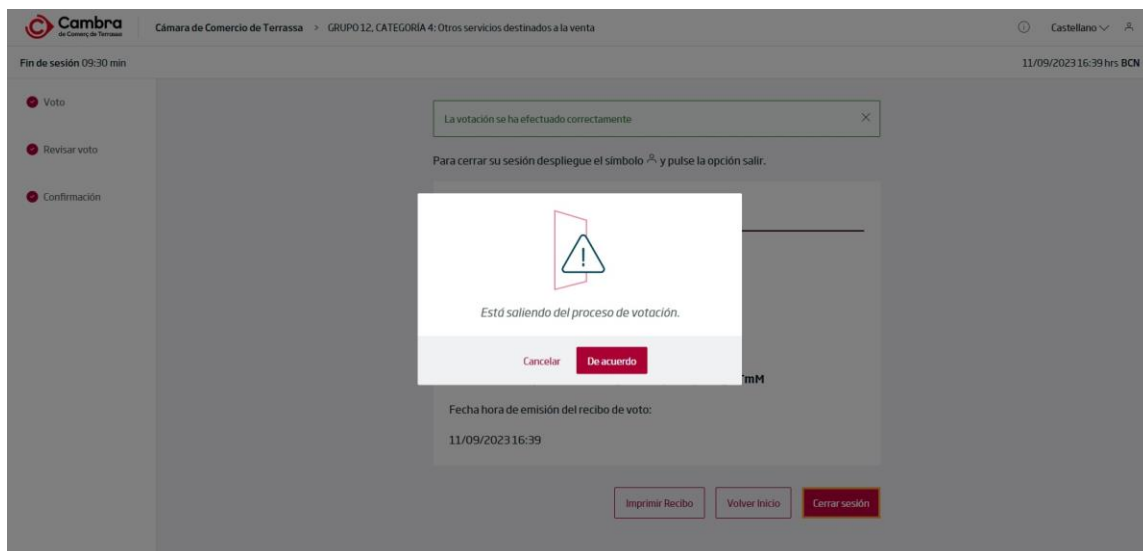 Cambra
de Comerç de Terrassa
Cámara de Comercio de Terrassa > GRUPO 12, CATEGORÍA 4: Otros servicios destinados a la venta
Castellano
Fin de sesión 09:30 min
11/09/2023 16:39 hrs BCN
Voto
Revisar voto
Confirmación
La votación se ha efectuado correctamente
Para cerrar su sesión despliegue el símbolo y pulse la opción salir.
Está saliendo del proceso de votación.
Cancelar
De acuerdo
TmM
Fecha hora de emisión del recibo de voto:
11/09/2023 16:39
Imprimir Recibo
Volver Inicio
Cerrar sesión